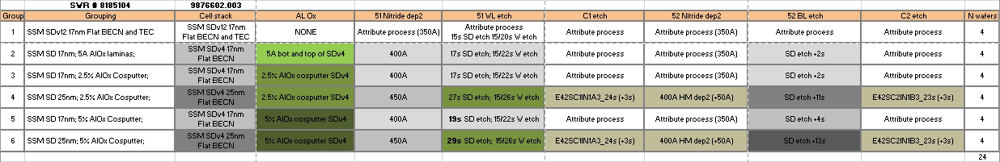 SWR # 8185104 9876602.003
Group Grouping Cell stack AL Ox 51 Nitride dep2 51 WL etch C1 etch 52 Nitride dep2 52 BL etch C2 etch N wafers
1 SSM SDv12 17nm Flat BECN and TEC SSM SDv12 17nm Flat BECN and TEC NONE Attribute process (350A) Attribute process 15s SD etch 15/20s W etch Attribute process Attribute process (350A) Attribute process Attribute process 4
2 SSM SD 17nm; 5A AlOx laminas; SSM SDv4 17nm Flat BECN 5A bot and top of SDv4 400A 17s SD etch; 15/22s W etch Attribute process Attribute process (350A) SD etch +2s Attribute process 4
3 SSM SD 17nm; 2.5% AlOx Cosputter; SSM SDv4 17nm Flat BECN 2.5% AlOx cosputter SDv4 400A 17s SD etch; 15/22s W etch Attribute process Attribute process (350A) SD etch +2s Attribute process 4
4 SSM SD 25nm; 2.5% AlOx Cosputter; SSM SDv4 25nm Flat BECN 2.5% AlOx cosputter SDv4 450A 27s SD etch; 15/26s W etch E42SC1IN1A3_24s (+3s) 400A HM dep2 (+50A) SD etch +11s E42SC2IN1B3_23s (+3s) 4
5 SSM SD 17nm; 5% AlOx Cosputter; SSM SDv4 17nm Flat BECN 5% AlOx cosputter SDv4 400A 19s SD etch; 15/22s W etch Attribute process Attribute process (350A) SD etch +4s Attribute process 4
6 SSM SD 25nm; 5% AlOx Cosputter; SSM SDv4 25nm Flat BECN 5% AlOx cosputter SDv4 450A 29s SD etch; 15/26s W etch E42SC1IN1A3_24s (+3s) 400A HM dep2 (+50A) SD etch +13s E42SC2IN1B3_23s (+3s) 4
24